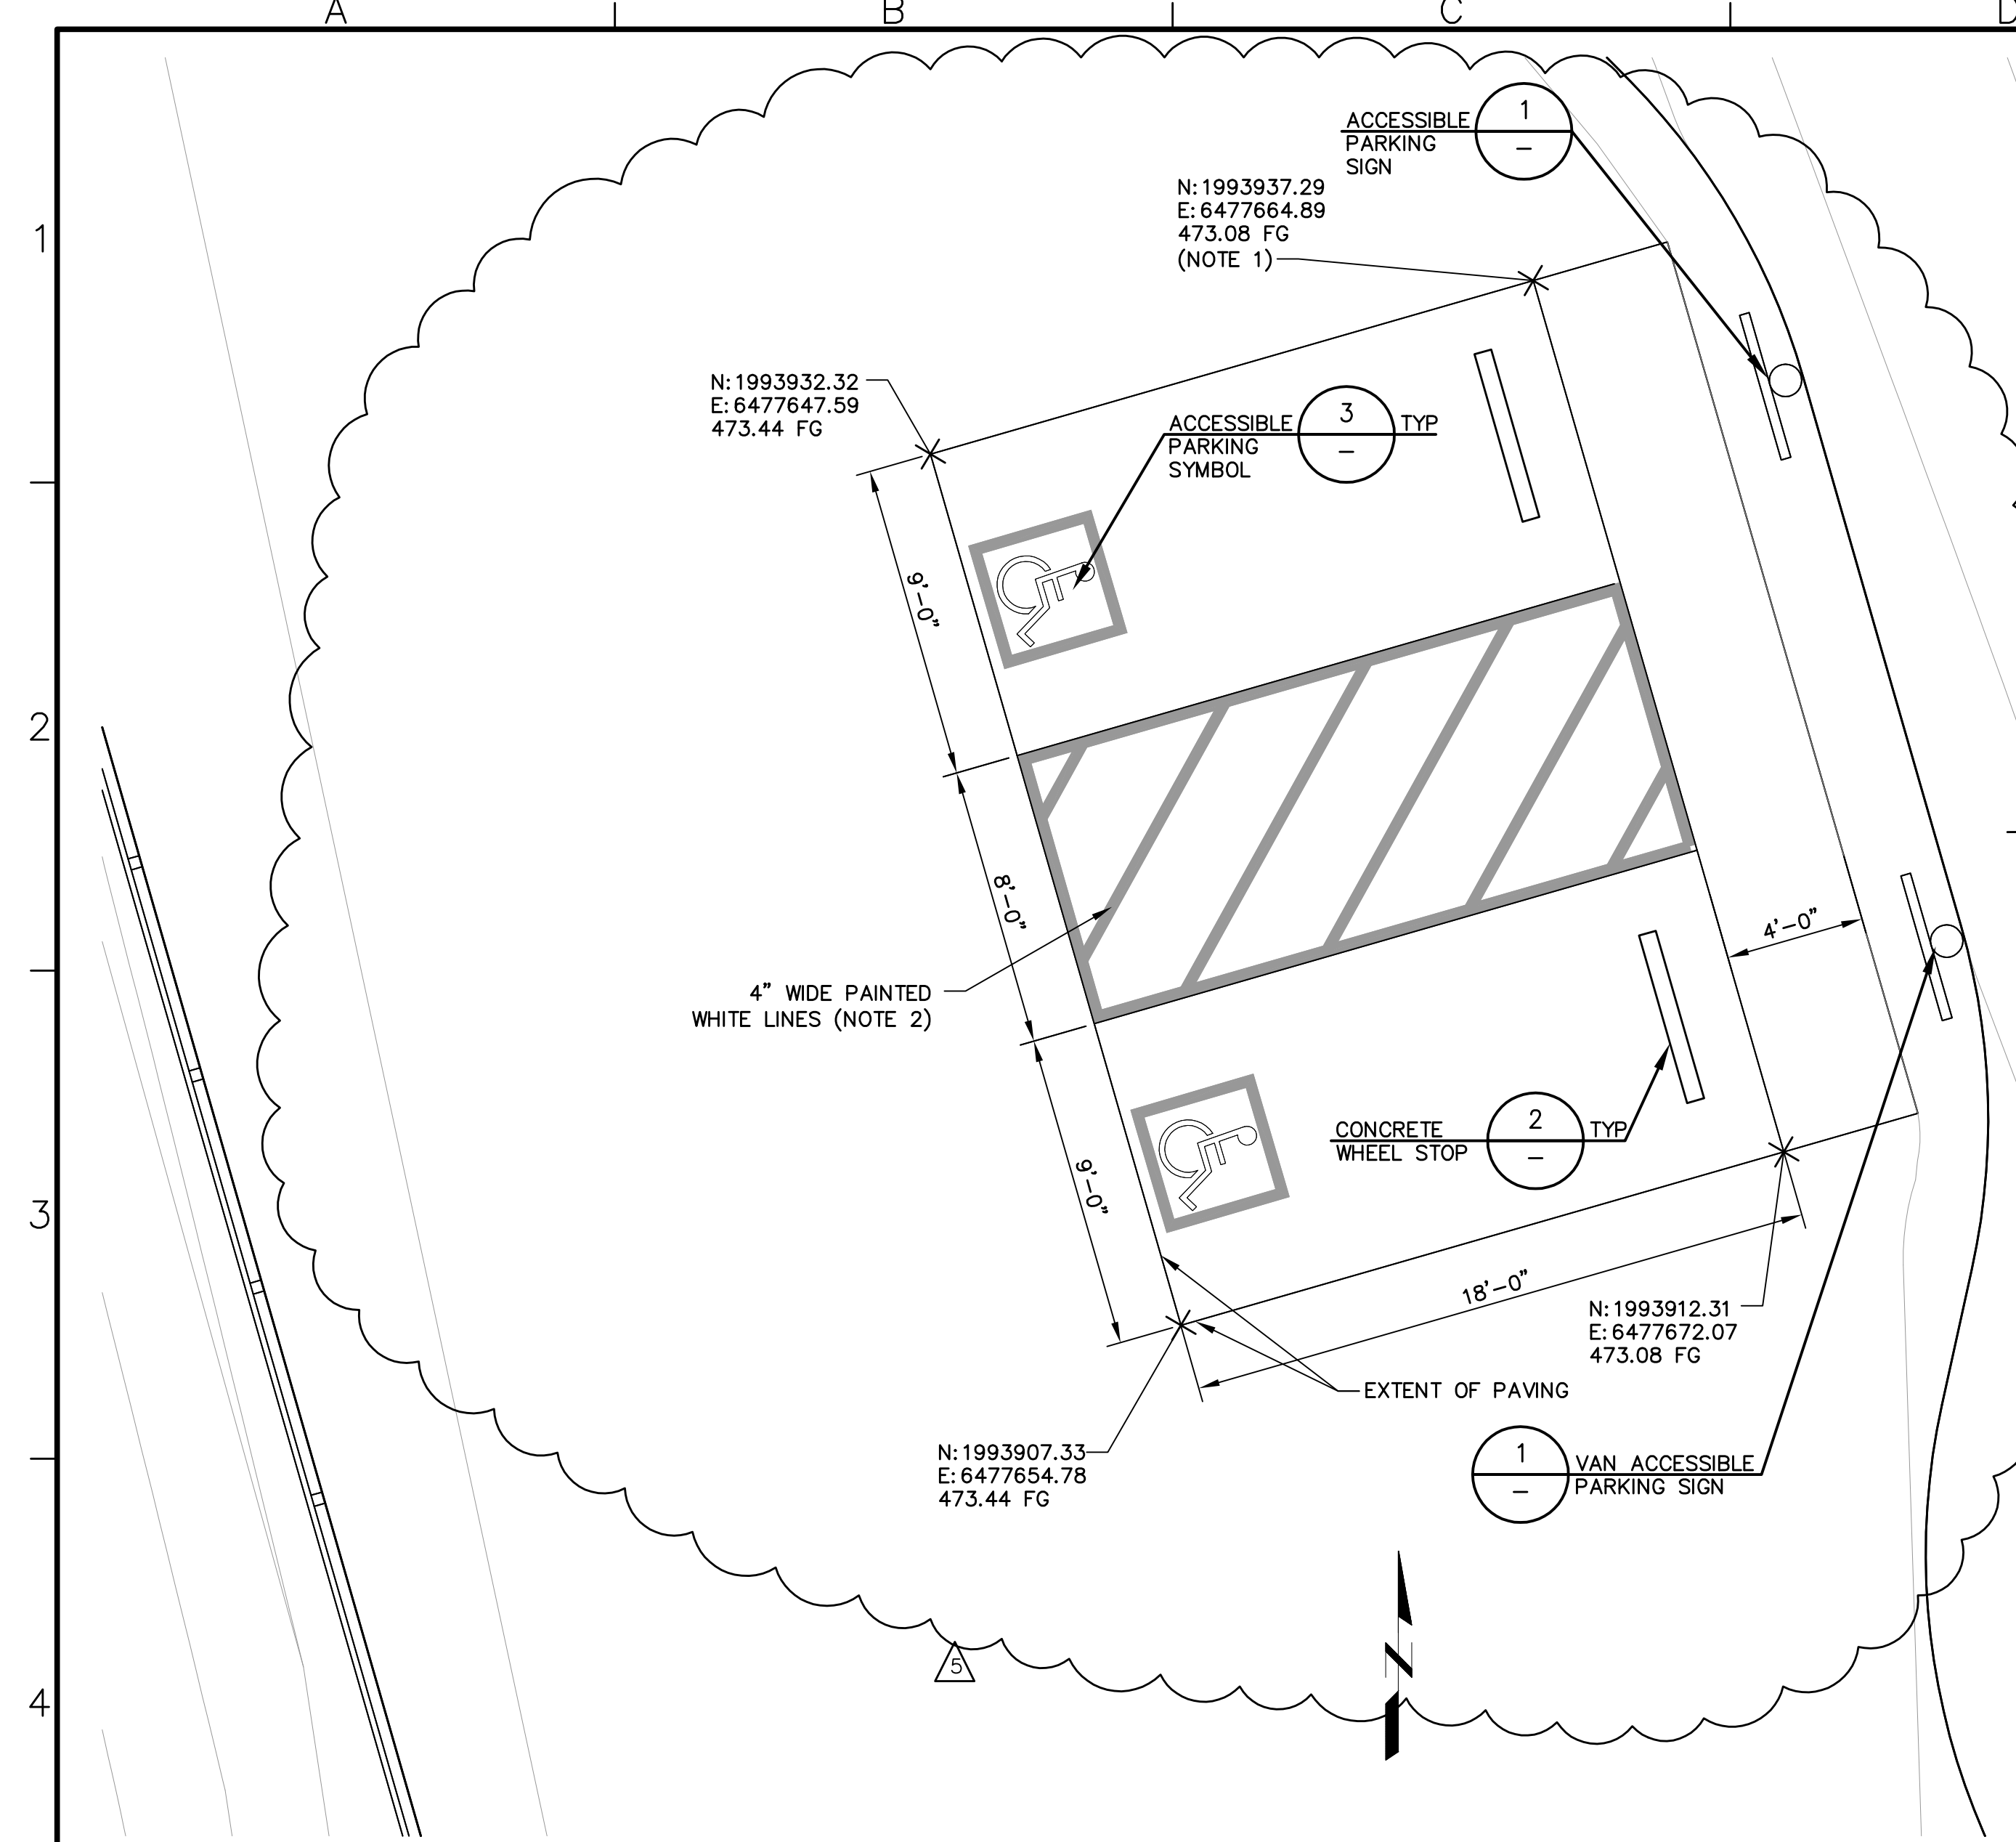 A
B
C
D
1
2
3
4
ACCESSIBLE
PARKING
SIGN
1
–
N:1993937.29
E:6477664.89
473.08 FG
(NOTE 1)
N:1993932.32
E:6477647.59
473.44 FG
ACCESSIBLE
PARKING
SYMBOL
3
–
TYP
9'-0"
8'-0"
9'-0"
4'-0"
4" WIDE PAINTED
WHITE LINES (NOTE 2)
CONCRETE
WHEEL STOP
2
–
TYP
18'-0"
N:1993912.31
E:6477672.07
473.08 FG
EXTENT OF PAVING
N:1993907.33
E:6477654.78
473.44 FG
1
–
VAN ACCESSIBLE
PARKING SIGN
5
N